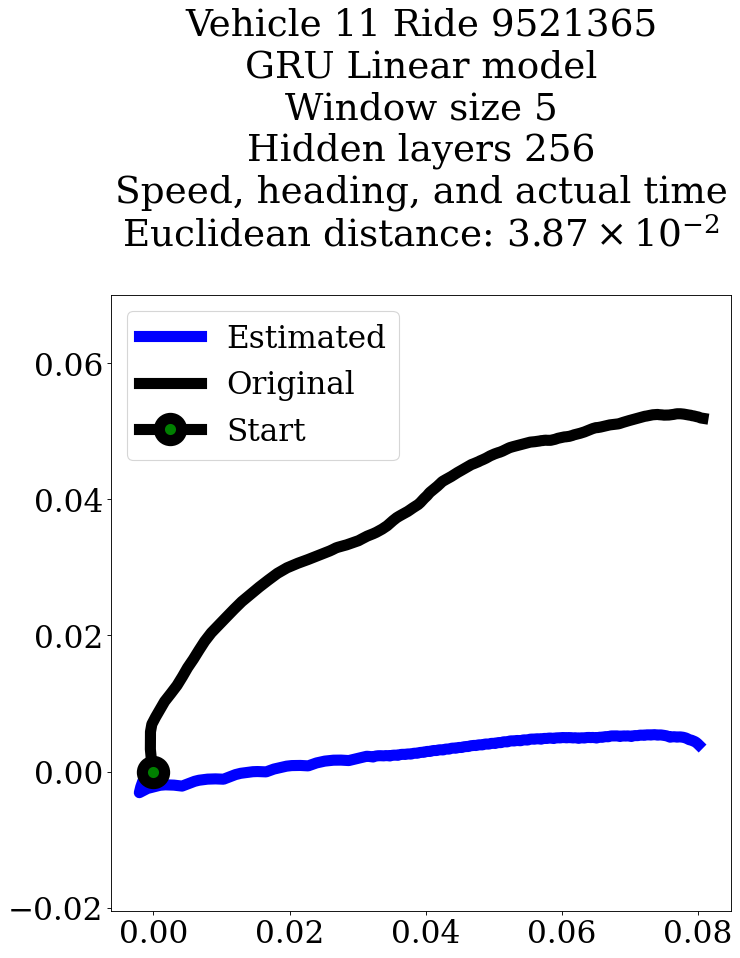 Vehicle 11 Ride 9521365
GRU Linear model
Window size 5
Hidden layers 256
Speed, heading, and actual time
Euclidean distance: 3.87 × 10⁻²
Estimated
Original
Start
0.06
0.04
0.02
0.00
−0.02
0.00 0.02 0.04 0.06 0.08